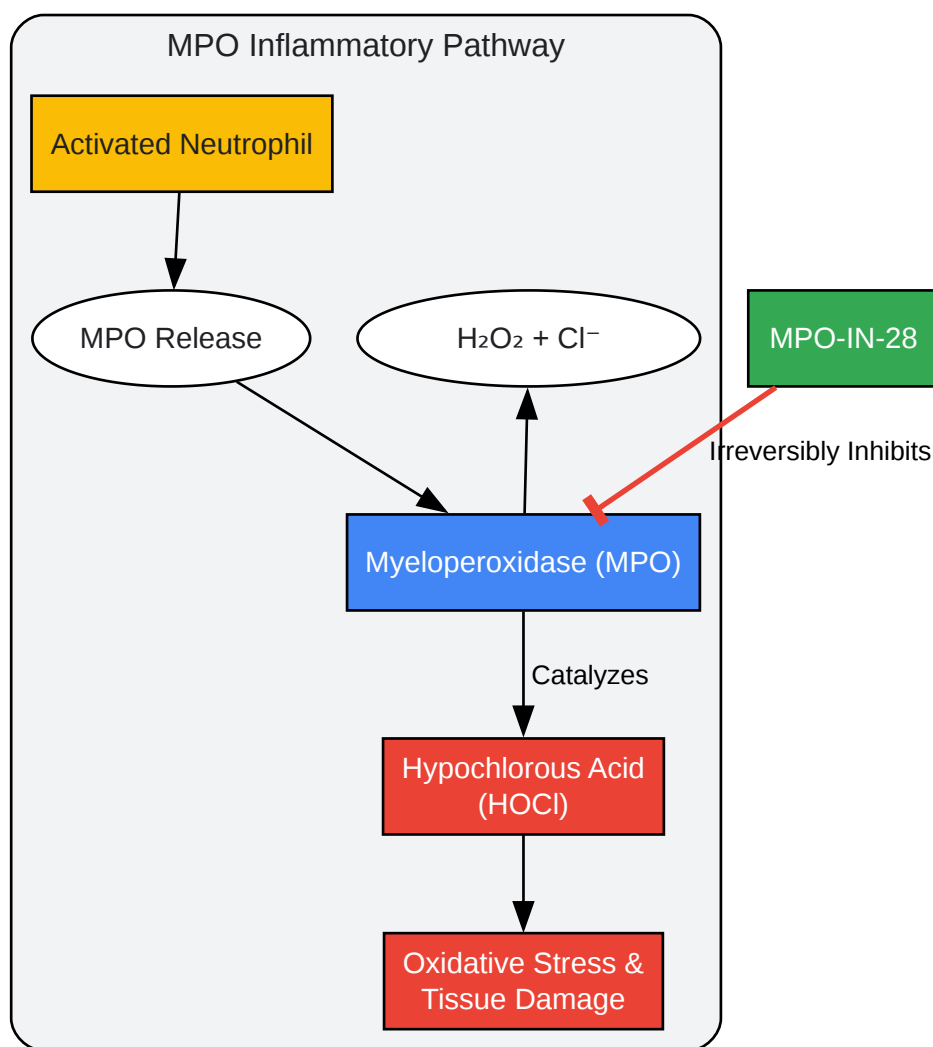 MPO Inflammatory Pathway
Activated Neutrophil
MPO Release
H₂O₂ + Cl⁻
MPO-IN-28
Irreversibly Inhibits
Myeloperoxidase (MPO)
Catalyzes
Hypochlorous Acid
(HOCl)
Oxidative Stress &
Tissue Damage